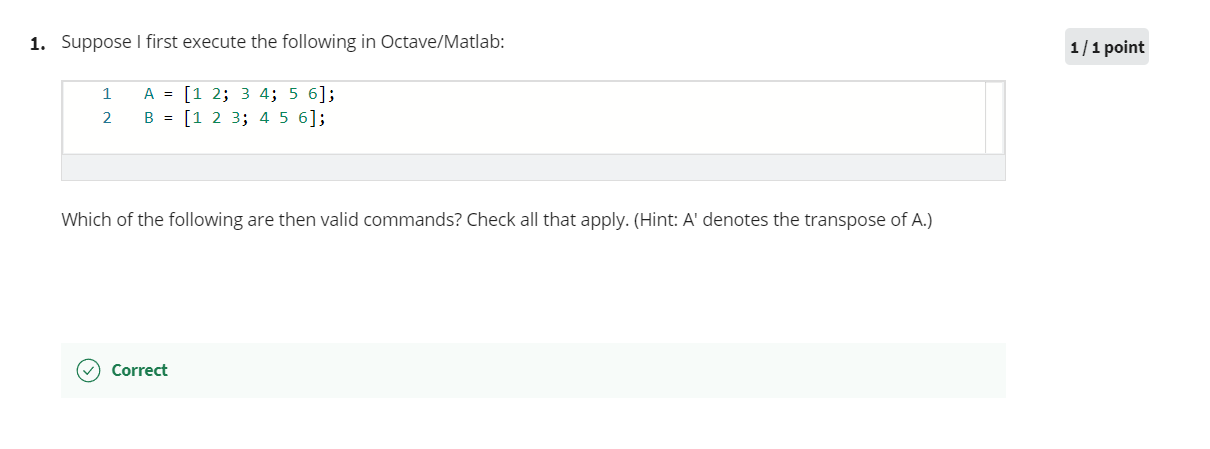 1. Suppose I first execute the following in Octave/Matlab:
1 / 1 point
1 A = [1 2; 3 4; 5 6];
2 B = [1 2 3; 4 5 6];
Which of the following are then valid commands? Check all that apply. (Hint: A' denotes the transpose of A.)
Correct